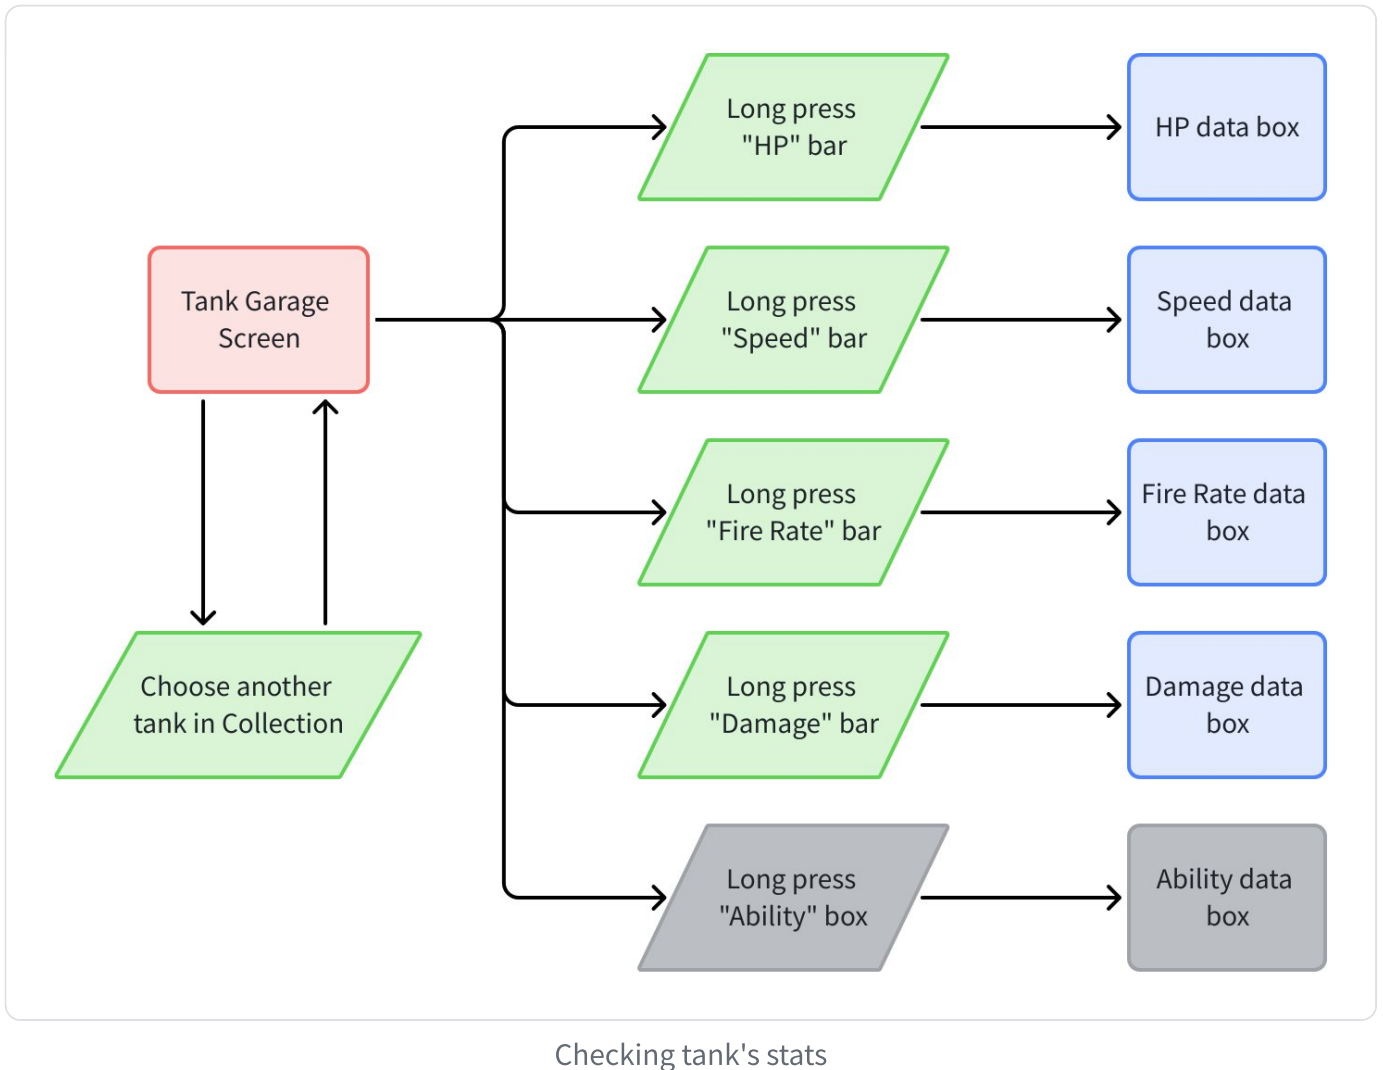 Long press
"HP" bar
HP data box
Tank Garage
Screen
Long press
"Speed" bar
Speed data
box
Long press
"Fire Rate" bar
Fire Rate data
box
Choose another
tank in Collection
Long press
"Damage" bar
Damage data
box
Long press
"Ability" box
Ability data
box
Checking tank's stats